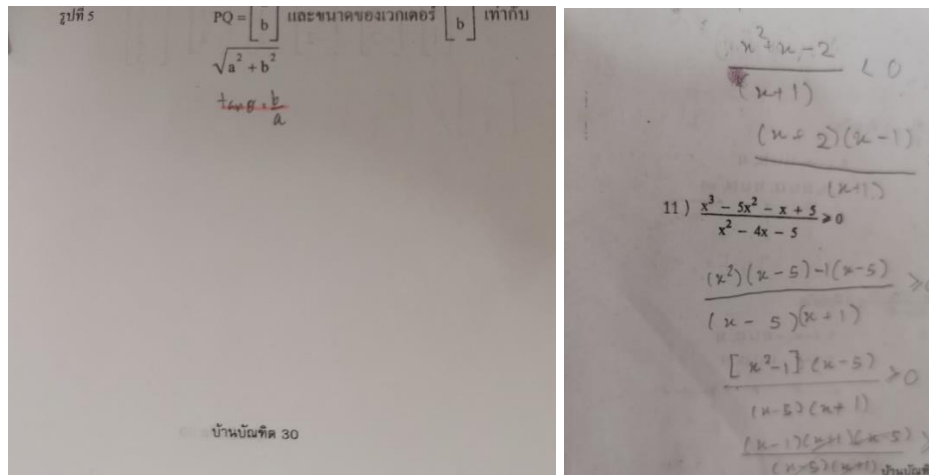 รูปที่ 5
PQ = [ b ] และขนาดของเวกเตอร์ [ b ] เท่ากับ
√a² + b²
tan θ = b/a
บ้านบัณฑิต 30
x² + x - 2 / (x+1) < 0
(x + 2)(x - 1) / (x+1)
11) x³ - 5x² - x + 5 / x² - 4x - 5 ≥ 0
(x²)(x - 5) - 1(x - 5) / (x - 5)(x + 1) ≥
[x² - 1](x - 5) / (x - 5)(x + 1) ≥ 0
(x - 1)(x + 1)(x - 5) / (x - 5)(x + 1) ≥